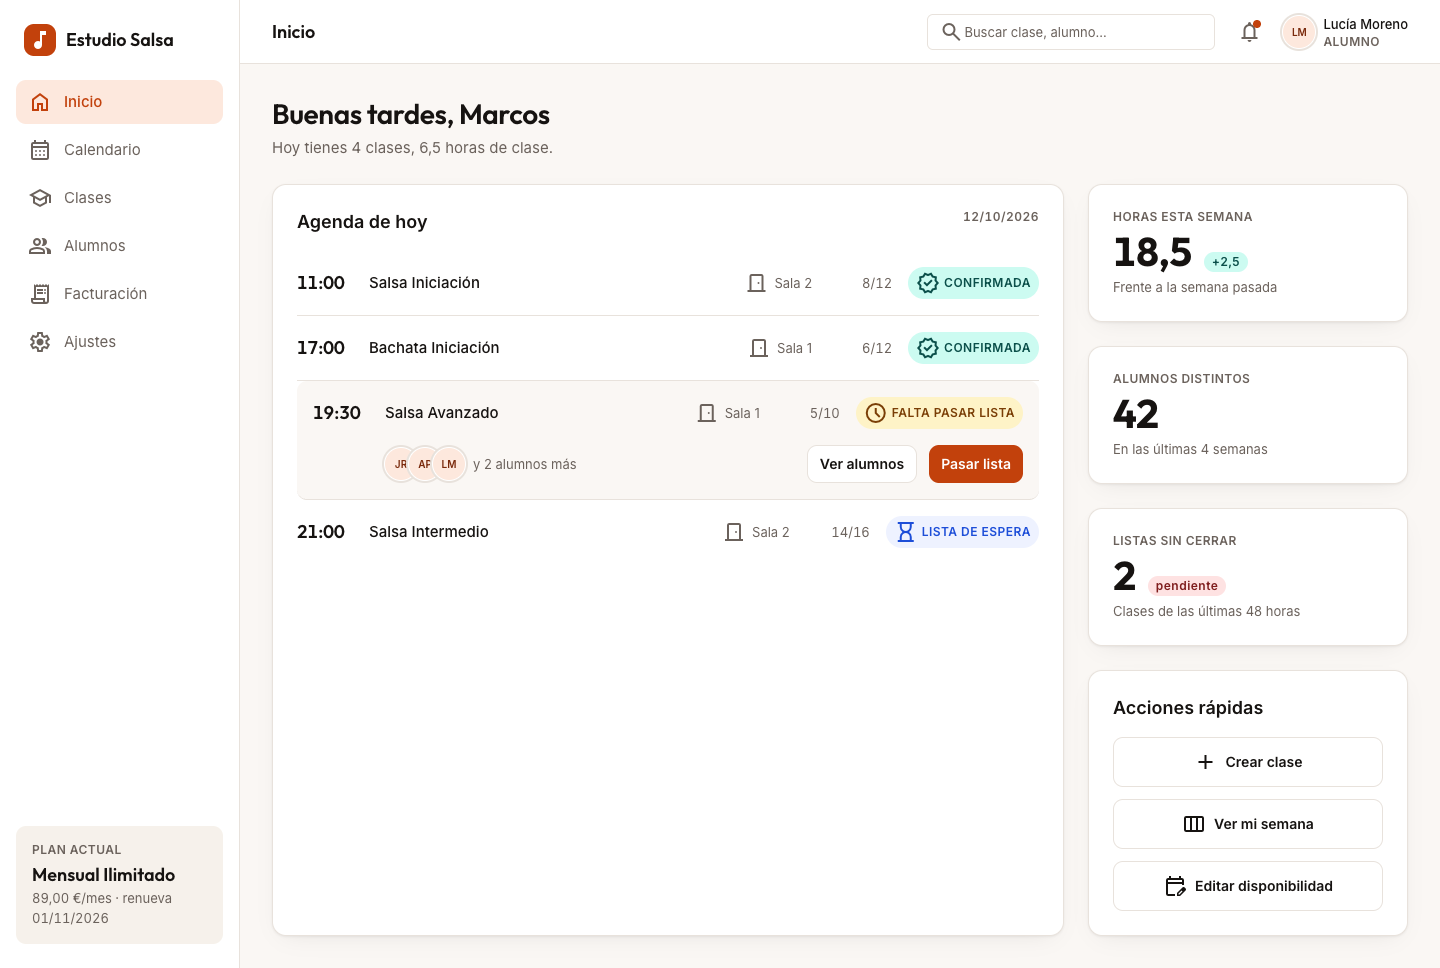 Estudio Salsa
Inicio
Calendario
Clases
Alumnos
Facturación
Ajustes
PLAN ACTUAL
Mensual Ilimitado
89,00 €/mes · renueva
01/11/2026
Inicio
Buscar clase, alumno...
LM
Lucía Moreno
ALUMNO
Buenas tardes, Marcos
Hoy tienes 4 clases, 6,5 horas de clase.
Agenda de hoy
12/10/2026
11:00 Salsa Iniciación Sala 2 8/12 CONFIRMADA
17:00 Bachata Iniciación Sala 1 6/12 CONFIRMADA
19:30 Salsa Avanzado Sala 1 5/10 FALTA PASAR LISTA
JR AP LM y 2 alumnos más Ver alumnos Pasar lista
21:00 Salsa Intermedio Sala 2 14/16 LISTA DE ESPERA
HORAS ESTA SEMANA
18,5 +2,5
Frente a la semana pasada
ALUMNOS DISTINTOS
42
En las últimas 4 semanas
LISTAS SIN CERRAR
2 pendiente
Clases de las últimas 48 horas
Acciones rápidas
Crear clase
Ver mi semana
Editar disponibilidad